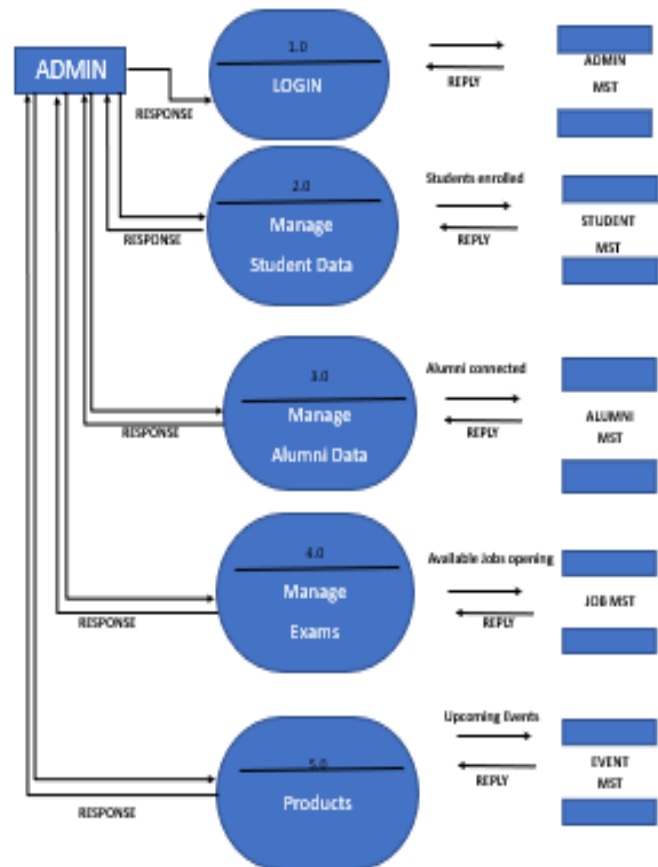 ADMIN
1.0
LOGIN
RESPONSE
REPLY
ADMIN
MST
2.0
Manage
Student Data
RESPONSE
Students enrolled
REPLY
STUDENT
MST
3.0
Manage
Alumni Data
RESPONSE
Alumni connected
REPLY
ALUMNI
MST
4.0
Manage
Exams
RESPONSE
Available Jobs opening
REPLY
JOB MST
5.0
Products
RESPONSE
Upcoming Events
REPLY
EVENT
MST